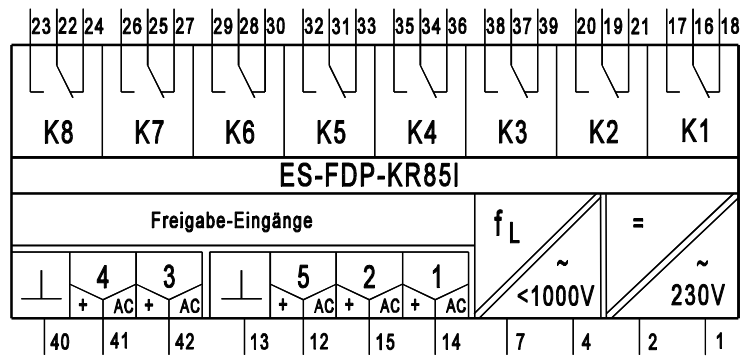 23 22 24 26 25 27 29 28 30 32 31 33 35 34 36 38 37 39 20 19 21 17 16 18
K8 K7 K6 K5 K4 K3 K2 K1
ES-FDP-KR85I
Freigabe-Eingänge
fL =
4 3 5 2 1
~ ~
+ AC + AC + AC + AC + AC <1000V 230V
40 41 42 13 12 15 14 7 4 2 1